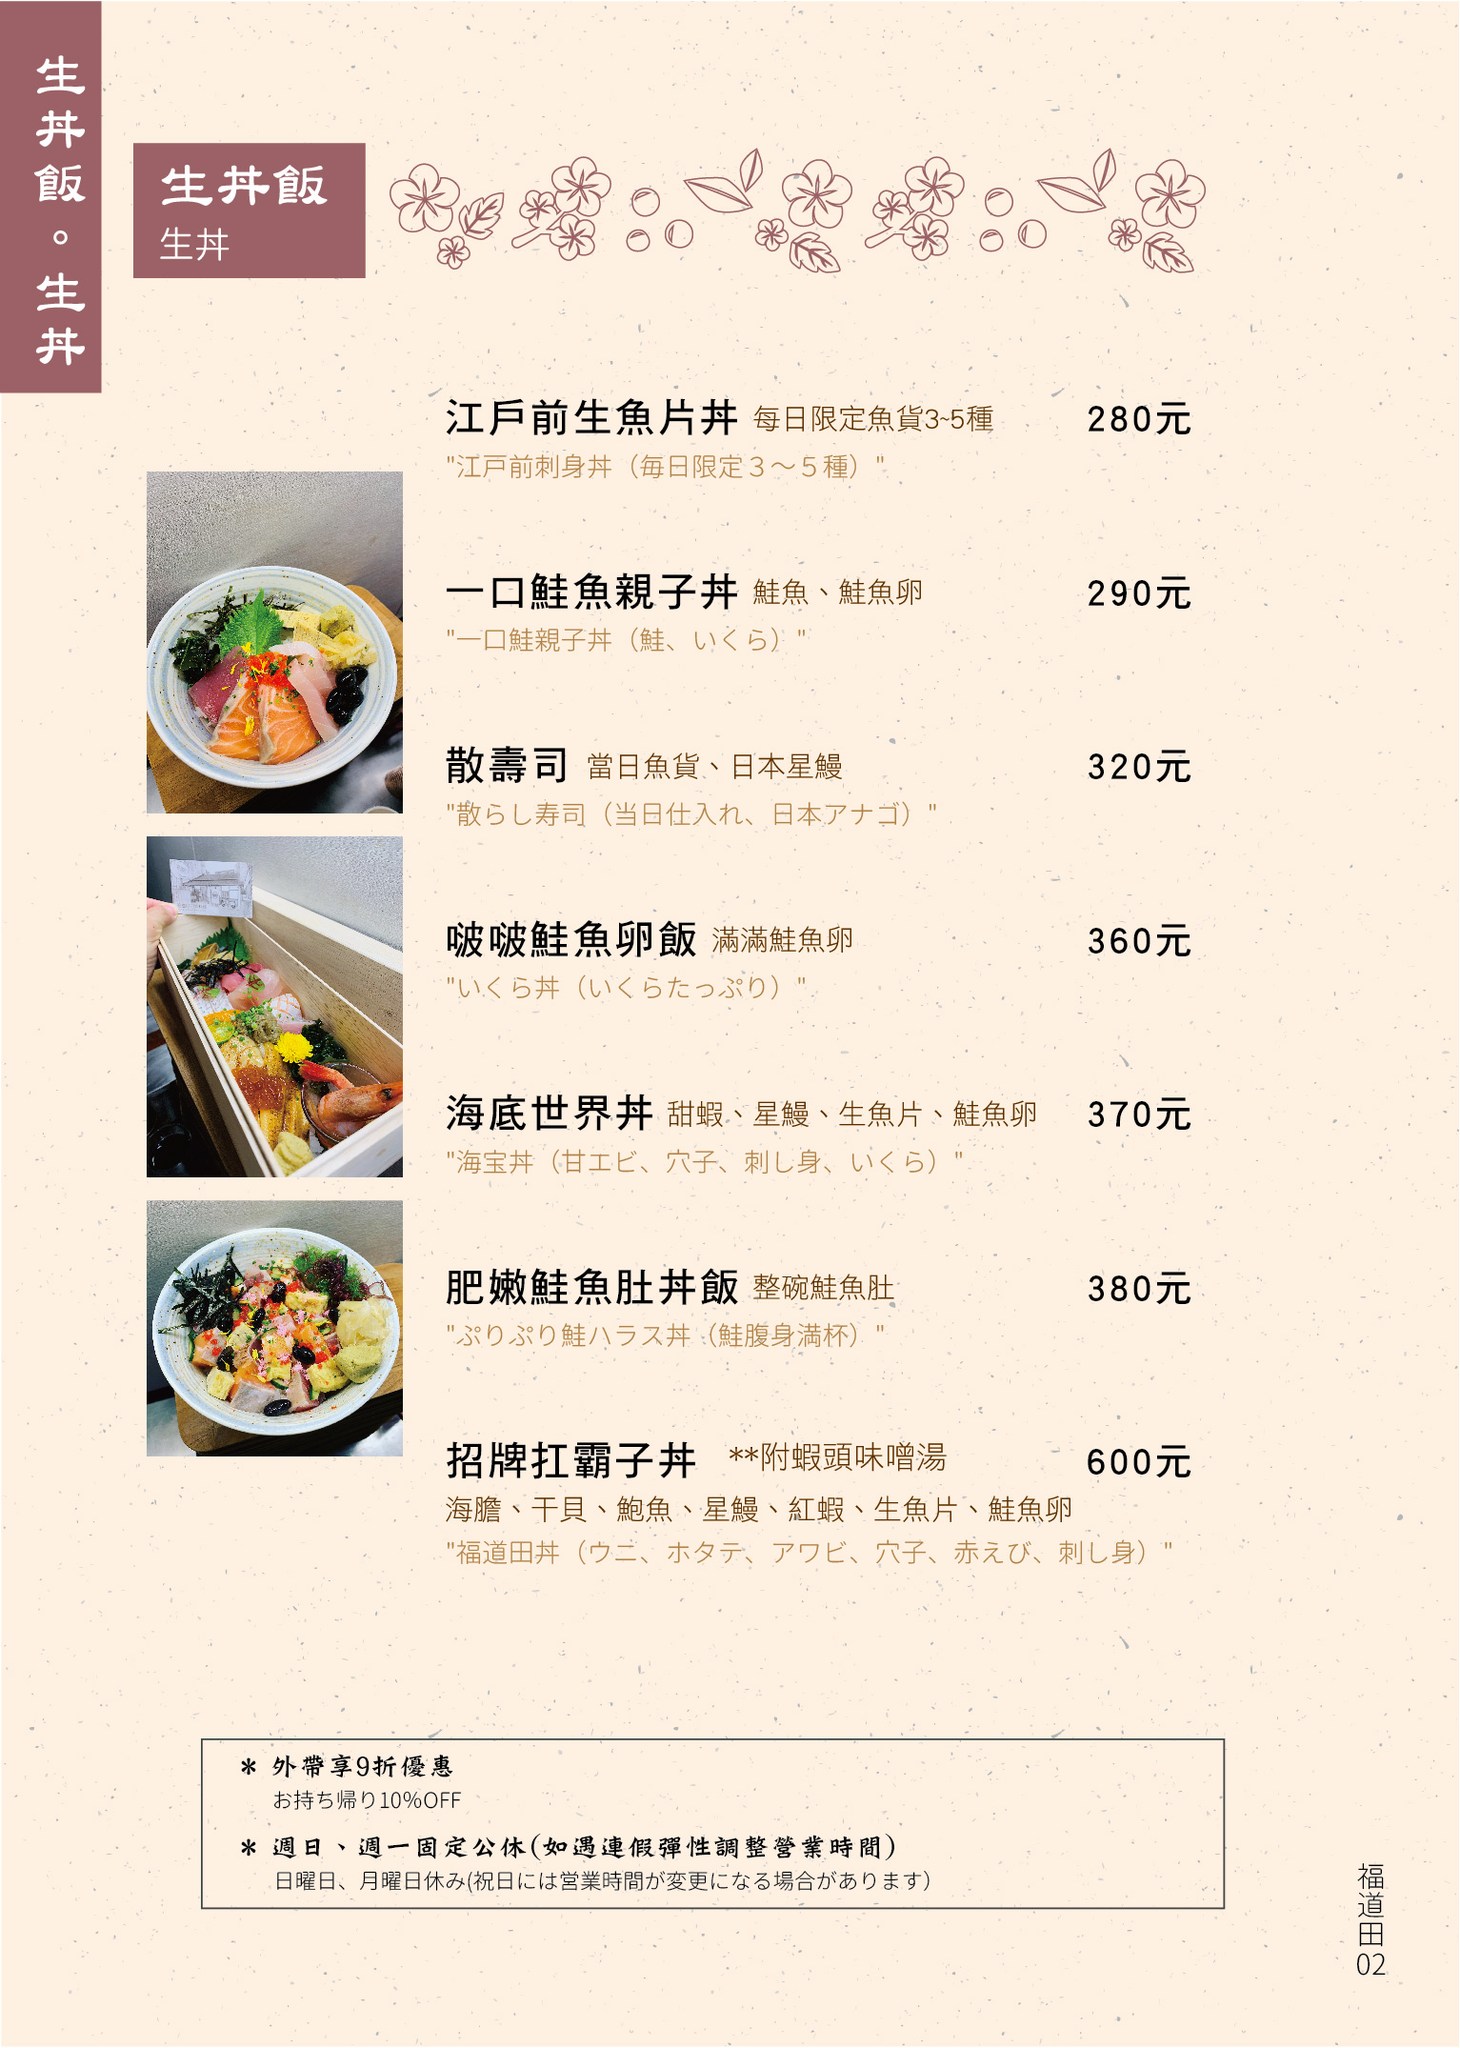 生丼飯。生丼
生丼飯
生丼
江戶前生魚片丼 每日限定魚貨3~5種 280元
"江戸前刺身丼（毎日限定３～５種）"
一口鮭魚親子丼 鮭魚、鮭魚卵 290元
"一口鮭親子丼（鮭、いくら）"
散壽司 當日魚貨、日本星鰻 320元
"散らし寿司（当日仕入れ、日本アナゴ）"
啵啵鮭魚卵飯 滿滿鮭魚卵 360元
"いくら丼（いくらたっぷり）"
海底世界丼 甜蝦、星鰻、生魚片、鮭魚卵 370元
"海宝丼（甘エビ、穴子、刺し身、いくら）"
肥嫩鮭魚肚丼飯 整碗鮭魚肚 380元
"ぷりぷり鮭ハラス丼（鮭腹身満杯）"
招牌扛霸子丼 **附蝦頭味噌湯 600元
海膽、干貝、鮑魚、星鰻、紅蝦、生魚片、鮭魚卵
"福道田丼（ウニ、ホタテ、アワビ、穴子、赤えび、刺し身）"
* 外帶享9折優惠
お持ち帰り10%OFF
* 週日、週一固定公休(如遇連假彈性調整營業時間)
日曜日、月曜日休み(祝日には営業時間が変更になる場合があります)
福道田02